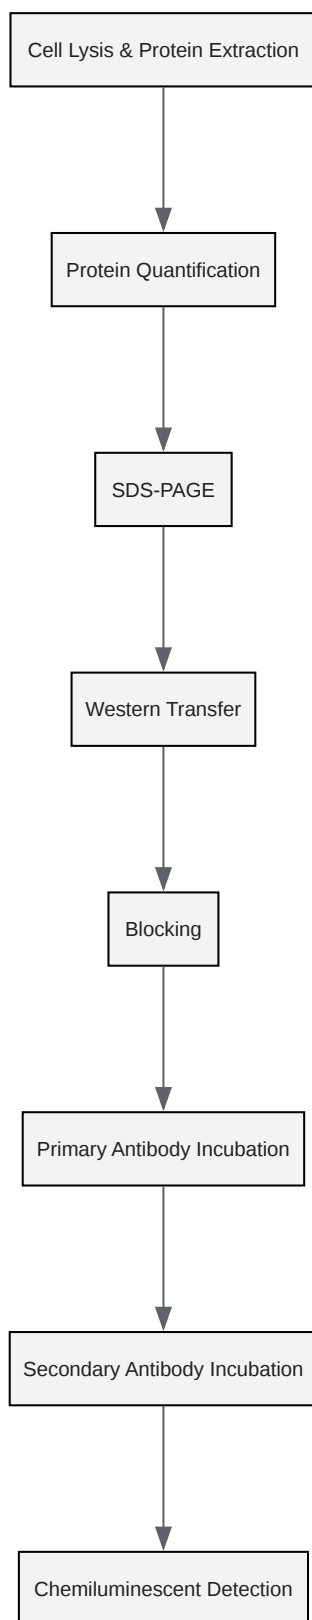 Cell Lysis & Protein Extraction
Protein Quantification
SDS-PAGE
Western Transfer
Blocking
Primary Antibody Incubation
Secondary Antibody Incubation
Chemiluminescent Detection